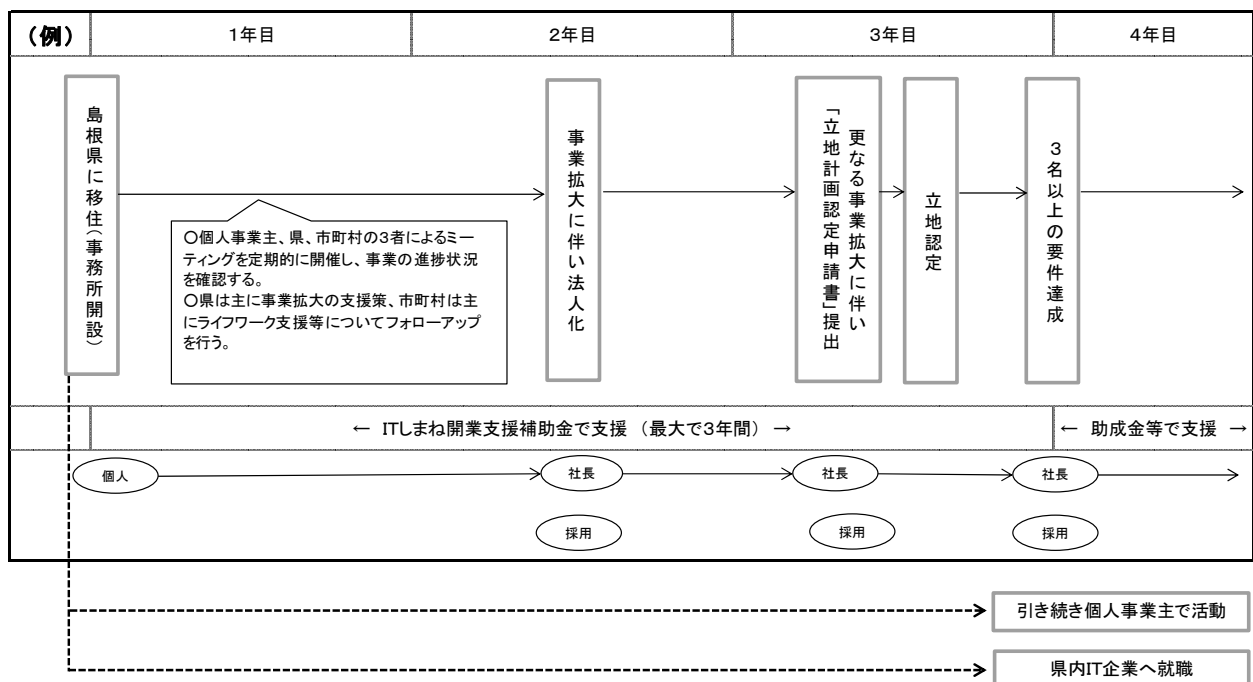 (例)
1年目
2年目
3年目
4年目
島根県に移住(事務所開設)
事業拡大に伴い法人化
更なる事業拡大に伴い
「立地計画認定申請書」提出
立地認定
3名以上の要件達成
〇個人事業主、県、市町村の3者によるミー
ティングを定期的に開催し、事業の進捗状況
を確認する。
〇県は主に事業拡大の支援策、市町村は主
にライフワーク支援等についてフォローアップ
を行う。
← ITしまね開業支援補助金で支援 (最大で3年間) →
← 助成金等で支援 →
個人
社長
社長
社長
採用
採用
採用
引き続き個人事業主で活動
県内IT企業へ就職